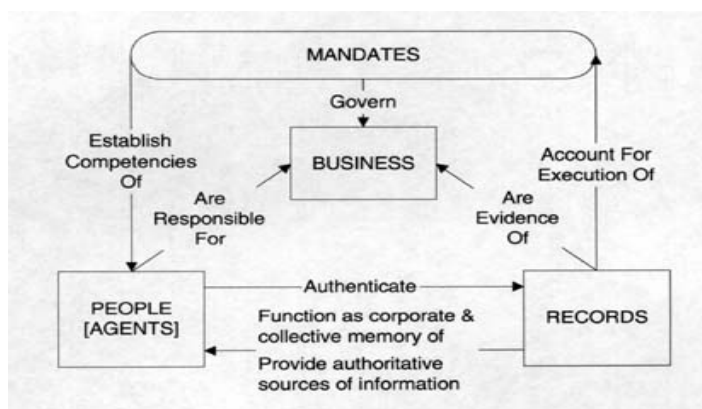 MANDATES
Govern
Establish
Competencies
Of
BUSINESS
Account For
Execution Of
Are
Responsible
For
Are
Evidence
Of
PEOPLE
[AGENTS]
Authenticate
Function as corporate &
collective memory of
Provide authoritative
sources of information
RECORDS